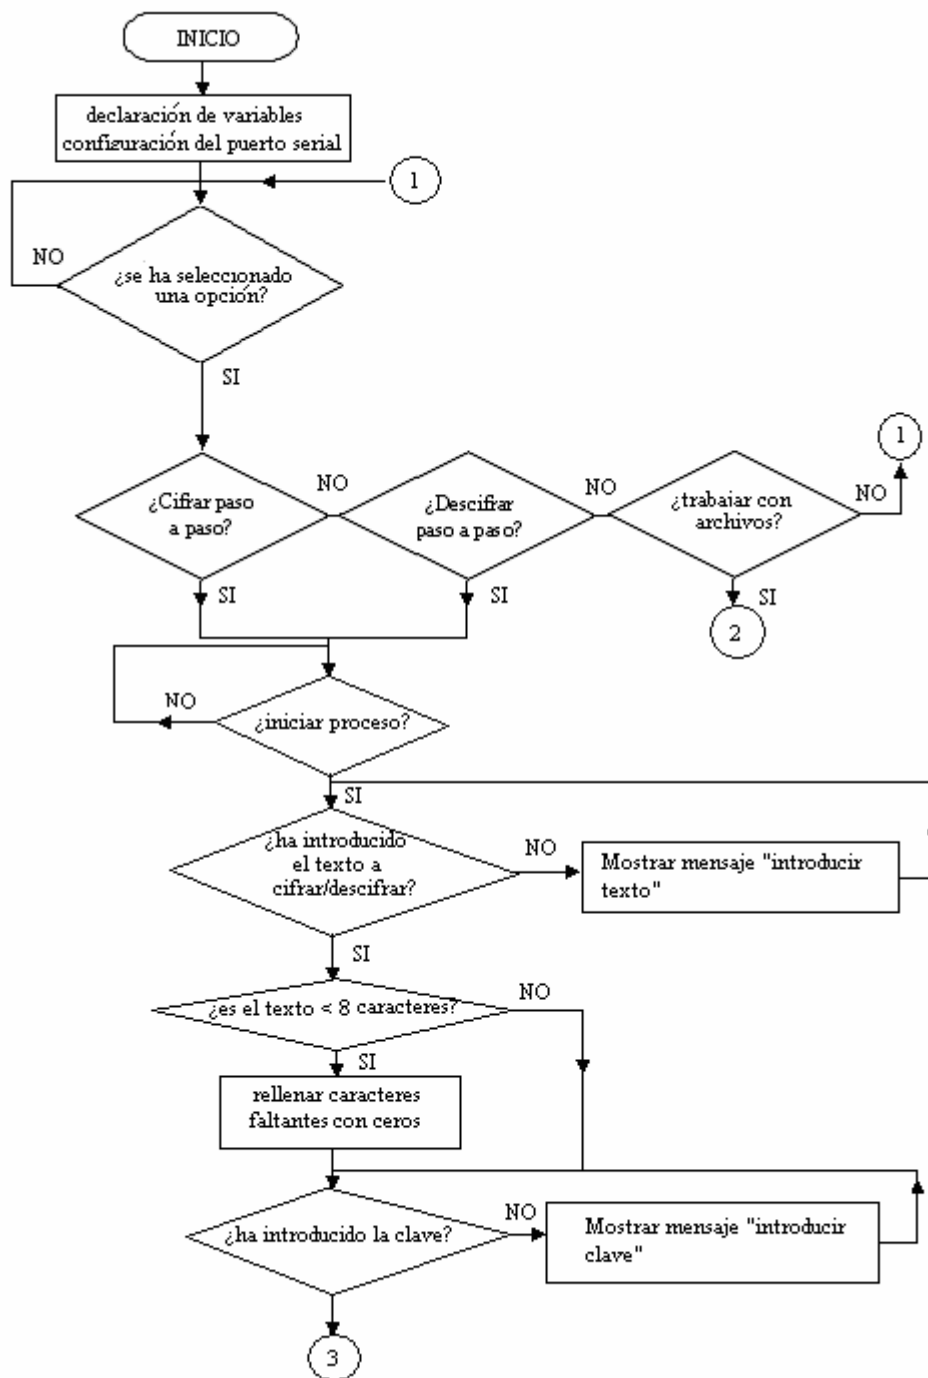 INICIO
declaración de variables
configuración del puerto serial
1
NO
¿se ha seleccionado
una opción?
SI
1
¿Cifrar paso
a paso?
NO
¿Descifrar
paso a paso?
NO
¿trabajar con
archivos?
NO
SI
SI
SI
2
NO
¿iniciar proceso?
SI
¿ha introducido
el texto a
cifrar/descifrar?
NO
Mostrar mensaje "introducir
texto"
SI
¿es el texto < 8 caracteres?
NO
SI
rellenar caracteres
faltantes con ceros
¿ha introducido la clave?
NO
Mostrar mensaje "introducir
clave"
3